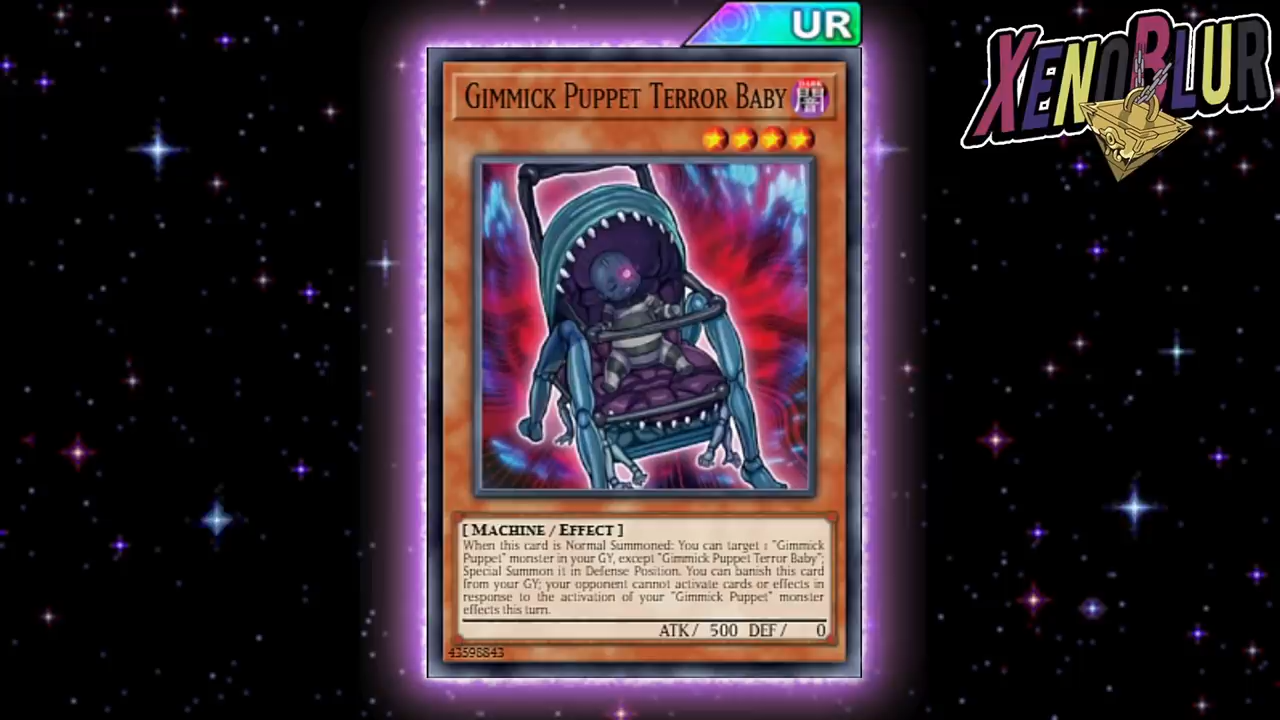 UR
XENOBLUR
GIMMICK PUPPET TERROR BABY
DARK
闇
[ MACHINE / EFFECT ]
When this card is Normal Summoned: You can target 1 "Gimmick
Puppet" monster in your GY, except "Gimmick Puppet Terror Baby";
Special Summon it in Defense Position. You can banish this card
from your GY; your opponent cannot activate cards or effects in
response to the activation of your "Gimmick Puppet" monster
effects this turn.
ATK/ 500 DEF/ 0
43598843